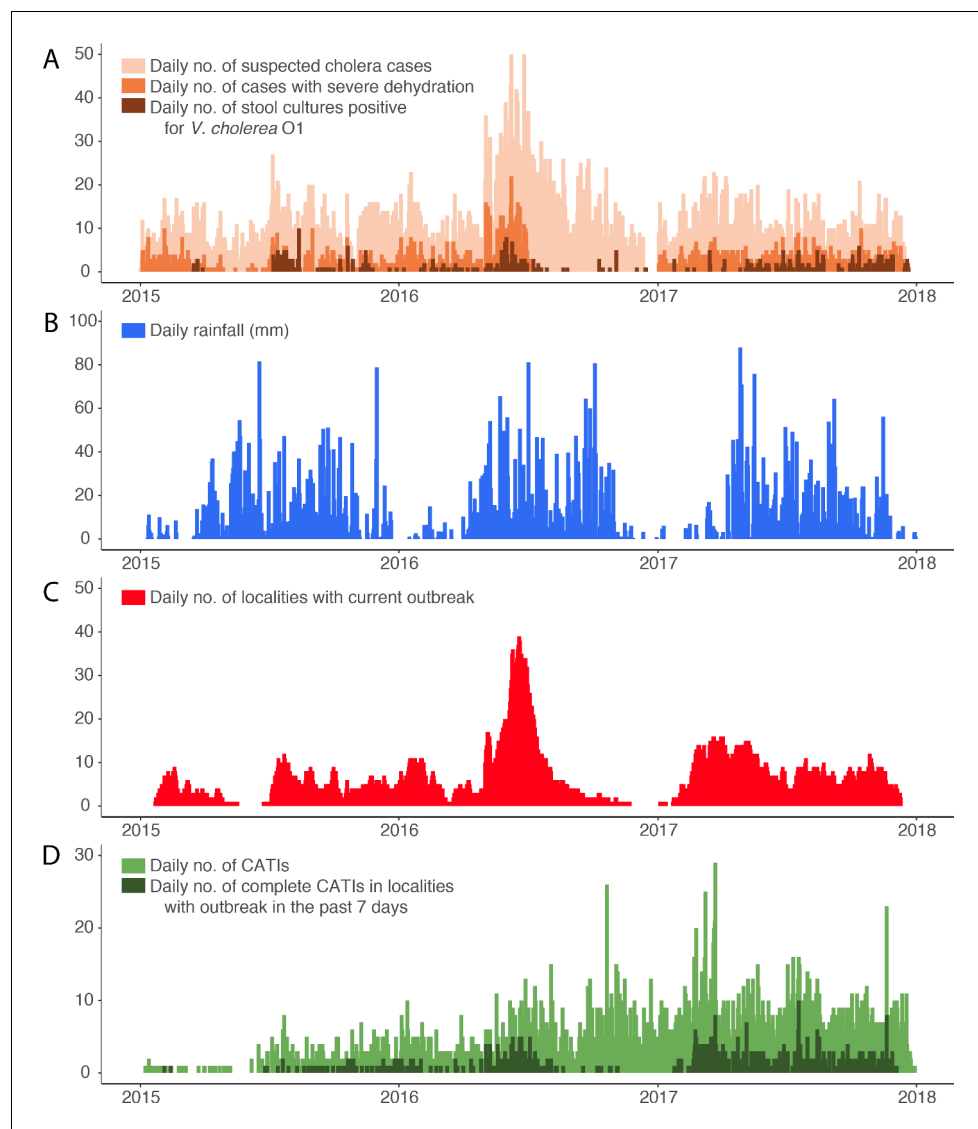 A
50
40
30
20
10
0
Daily no. of suspected cholera cases
Daily no. of cases with severe dehydration
Daily no. of stool cultures positive
for V. cholerea O1
2015
2016
2017
2018
B
100
80
60
40
20
0
Daily rainfall (mm)
2015
2016
2017
2018
C
50
40
30
20
10
0
Daily no. of localities with current outbreak
2015
2016
2017
2018
D
30
20
10
0
Daily no. of CATIs
Daily no. of complete CATIs in localities
with outbreak in the past 7 days
2015
2016
2017
2018